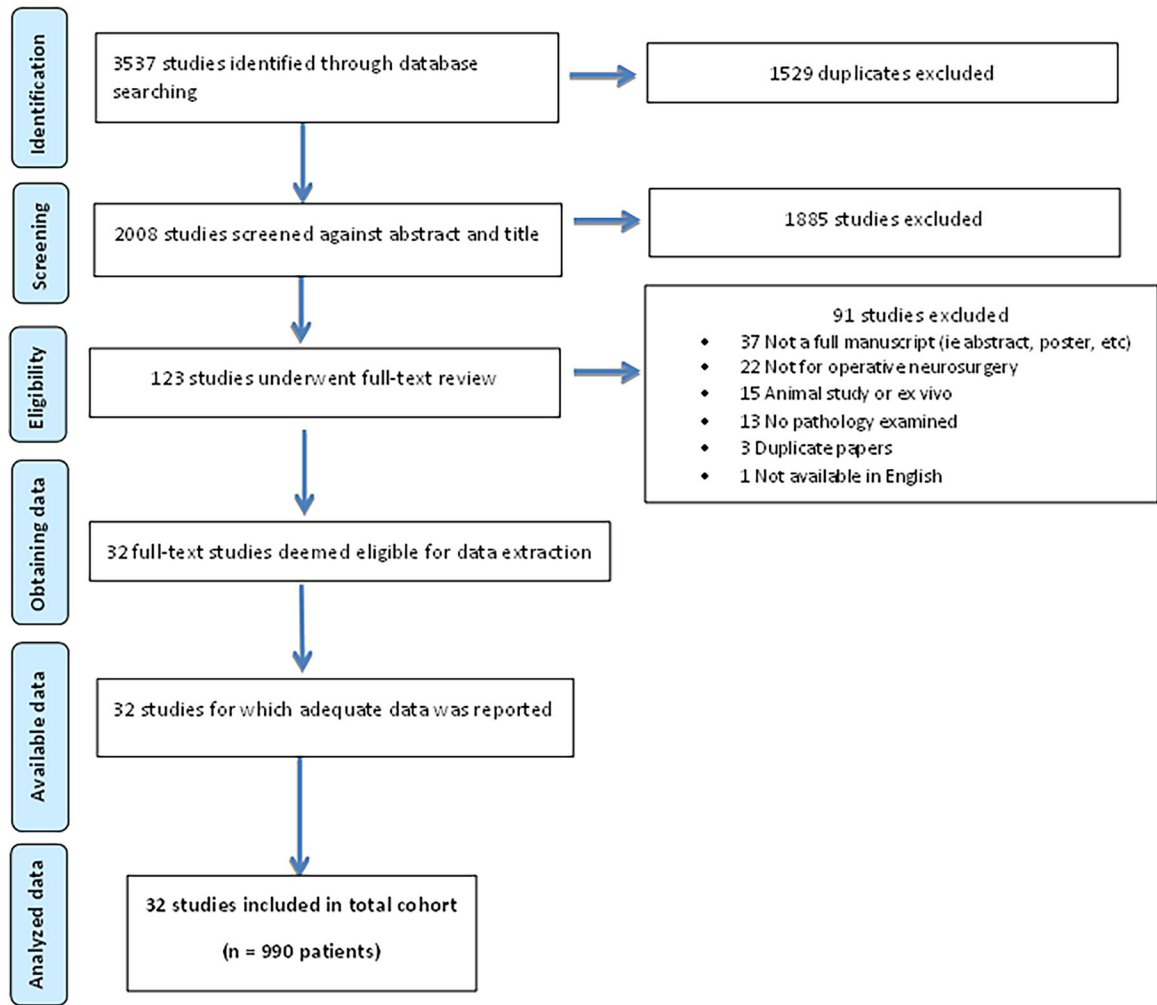 Identification
3537 studies identified through database
searching
1529 duplicates excluded
Screening
2008 studies screened against abstract and title
1885 studies excluded
Eligibility
123 studies underwent full-text review
91 studies excluded
• 37 Not a full manuscript (ie abstract, poster, etc)
• 22 Not for operative neurosurgery
• 15 Animal study or ex vivo
• 13 No pathology examined
• 3 Duplicate papers
• 1 Not available in English
Obtaining data
32 full-text studies deemed eligible for data extraction
Available data
32 studies for which adequate data was reported
Analyzed data
32 studies included in total cohort
(n = 990 patients)